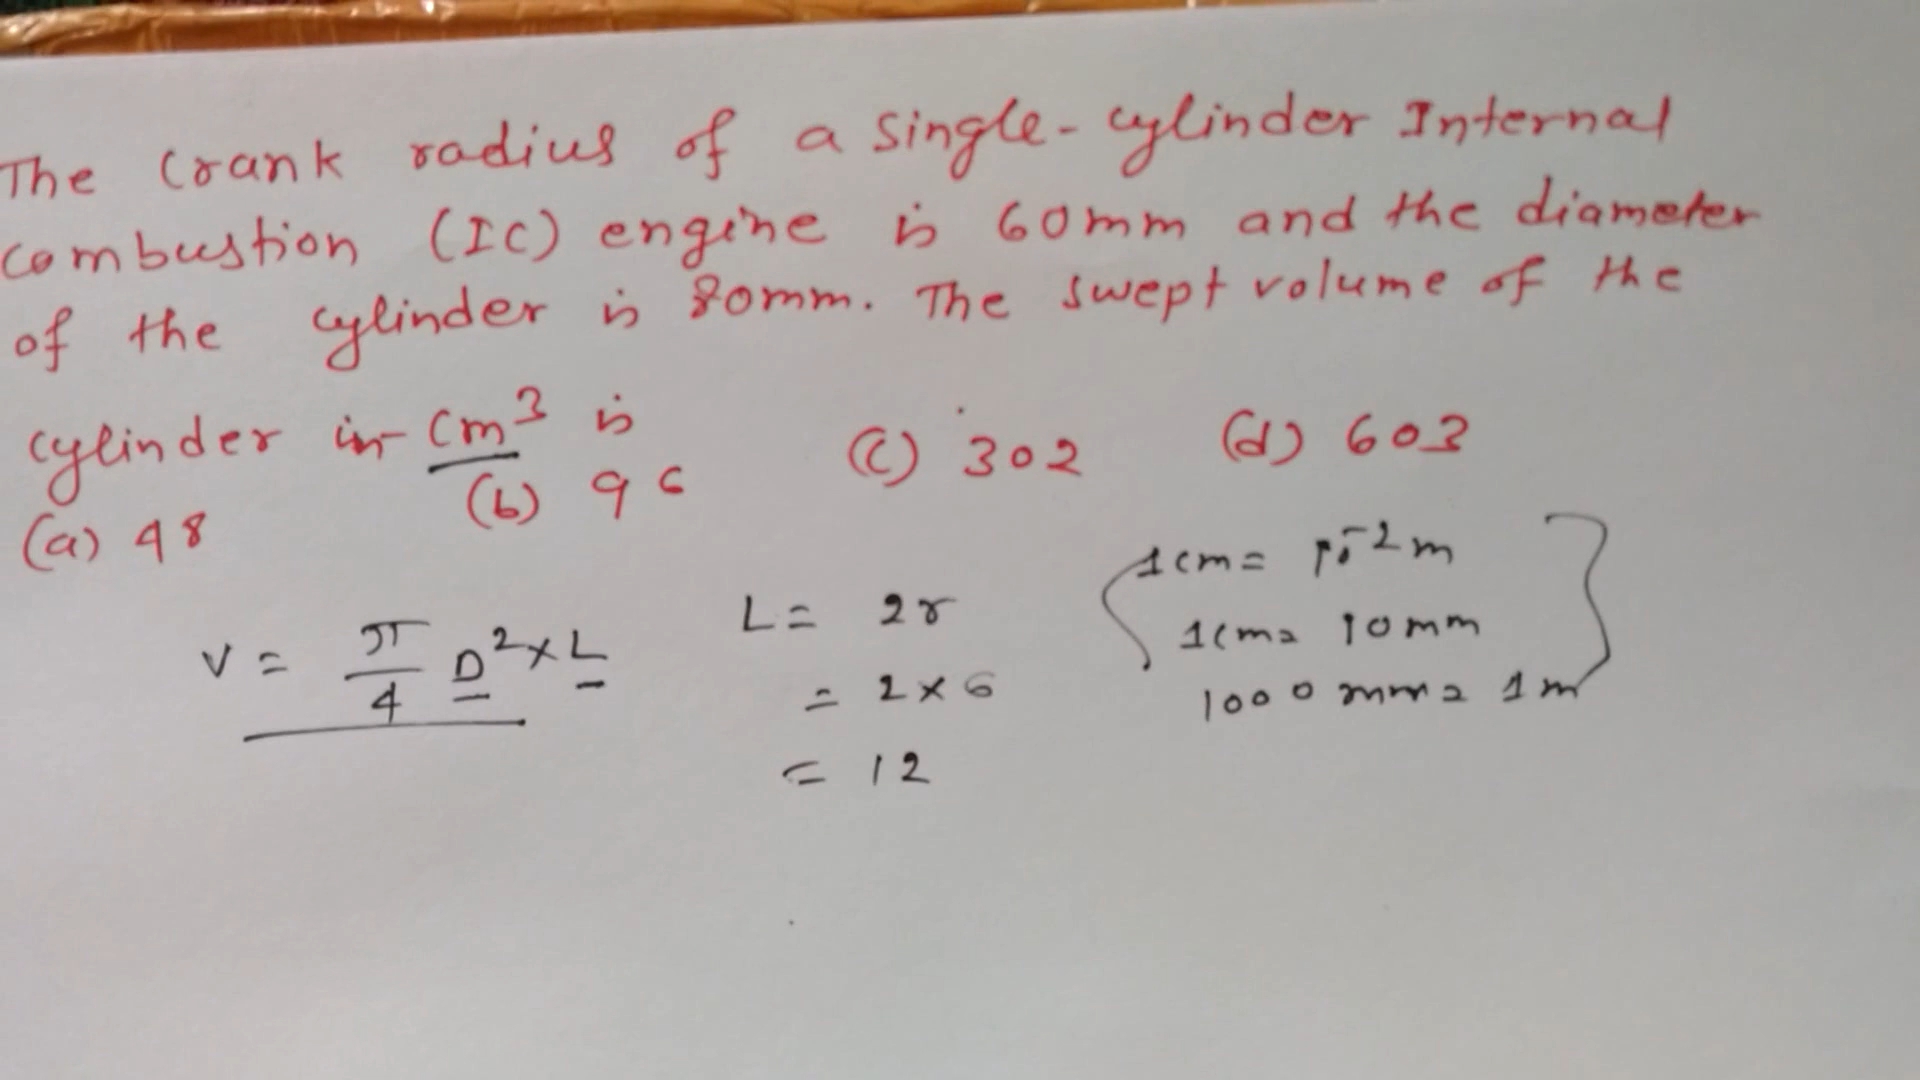 The Crank radius of a single-cylinder Internal
combustion (IC) engine is 60mm and the diameter
of the cylinder is 80mm. The swept volume of the
cylinder in cm³ is
(a) 48 (b) 96 (c) 302 (d) 603
V = π/4 D² × L
L = 2r
= 2 × 6
= 12
1cm = 10⁻² m
1cm = 10mm
1000mm = 1m